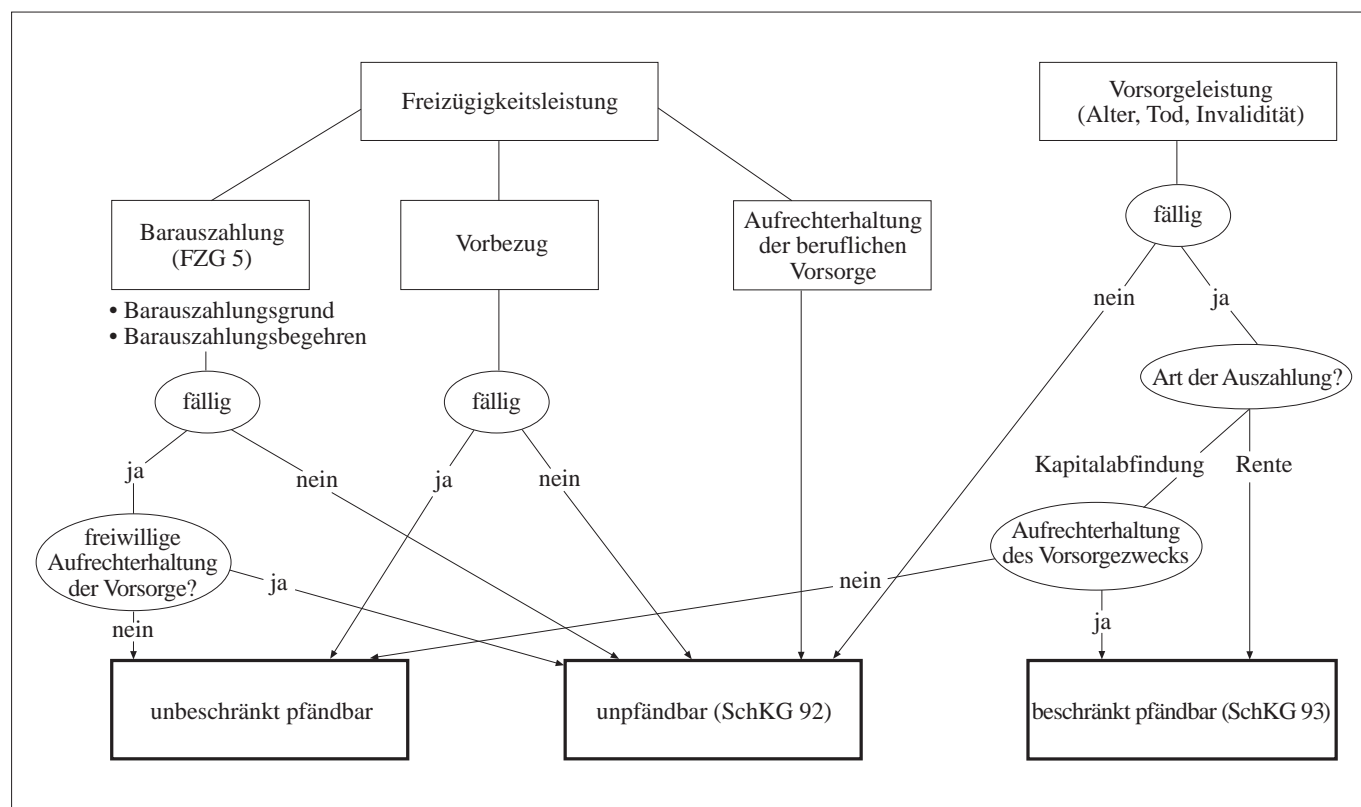 Freizügigkeitsleistung
Vorsorgeleistung
(Alter, Tod, Invalidität)
Barauszahlung
(FZG 5)
Vorbezug
Aufrechterhaltung
der beruflichen
Vorsorge
fällig
• Barauszahlungsgrund
• Barauszahlungsbegehren
nein
ja
fällig
fällig
Art der Auszahlung?
ja
nein
ja
nein
Kapitalabfindung
Rente
freiwillige
Aufrechterhaltung
der Vorsorge?
ja
Aufrechterhaltung
des Vorsorgezwecks
nein
nein
ja
unbeschränkt pfändbar
unpfändbar (SchKG 92)
beschränkt pfändbar (SchKG 93)